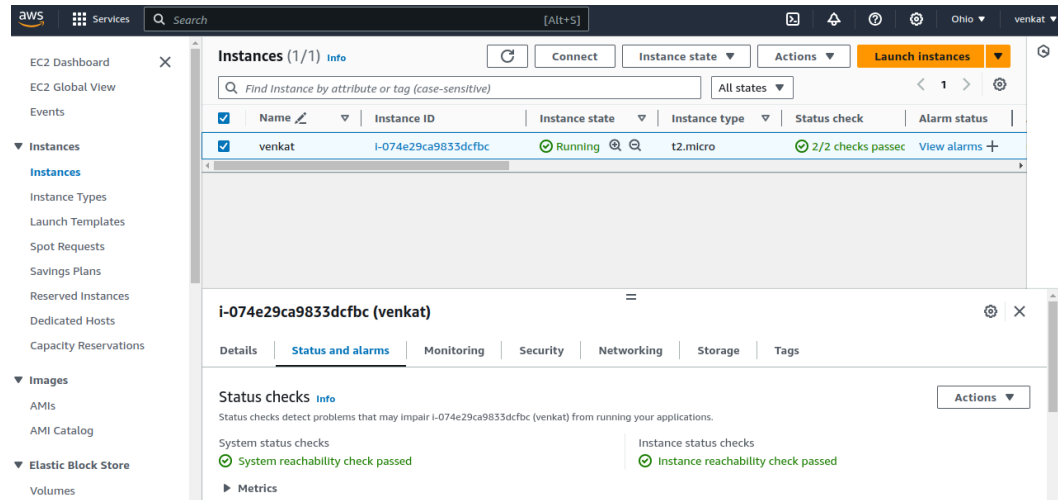 aws Services Search [Alt+S] Ohio venkat
EC2 Dashboard
EC2 Global View
Events
Instances
Instances
Instance Types
Launch Templates
Spot Requests
Savings Plans
Reserved Instances
Dedicated Hosts
Capacity Reservations
Images
AMIs
AMI Catalog
Elastic Block Store
Volumes
Instances (1/1) Info Connect Instance state Actions Launch instances
Find Instance by attribute or tag (case-sensitive) All states 1
Name Instance ID Instance state Instance type Status check Alarm status
venkat i-074e29ca9833dcfbc Running t2.micro 2/2 checks passec View alarms
i-074e29ca9833dcfbc (venkat)
Details Status and alarms Monitoring Security Networking Storage Tags
Status checks Info Actions
Status checks detect problems that may impair i-074e29ca9833dcfbc (venkat) from running your applications.
System status checks Instance status checks
System reachability check passed Instance reachability check passed
Metrics